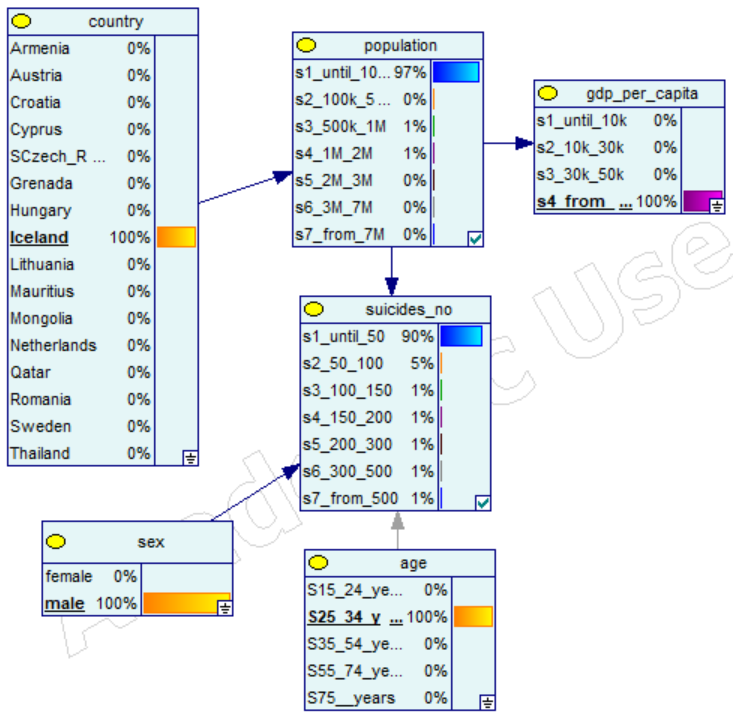 country
Armenia 0%
Austria 0%
Croatia 0%
Cyprus 0%
SCzech_R ... 0%
Grenada 0%
Hungary 0%
Iceland 100%
Lithuania 0%
Mauritius 0%
Mongolia 0%
Netherlands 0%
Qatar 0%
Romania 0%
Sweden 0%
Thailand 0%
population
s1_until_10... 97%
s2_100k_5 ... 0%
s3_500k_1M 1%
s4_1M_2M 1%
s5_2M_3M 0%
s6_3M_7M 0%
s7_from_7M 0%
gdp_per_capita
s1_until_10k 0%
s2_10k_30k 0%
s3_30k_50k 0%
s4_from_ ... 100%
suicides_no
s1_until_50 90%
s2_50_100 5%
s3_100_150 1%
s4_150_200 1%
s5_200_300 1%
s6_300_500 1%
s7_from_500 1%
sex
female 0%
male 100%
age
S15_24_ye... 0%
S25_34_y ... 100%
S35_54_ye... 0%
S55_74_ye... 0%
S75__years 0%
Use